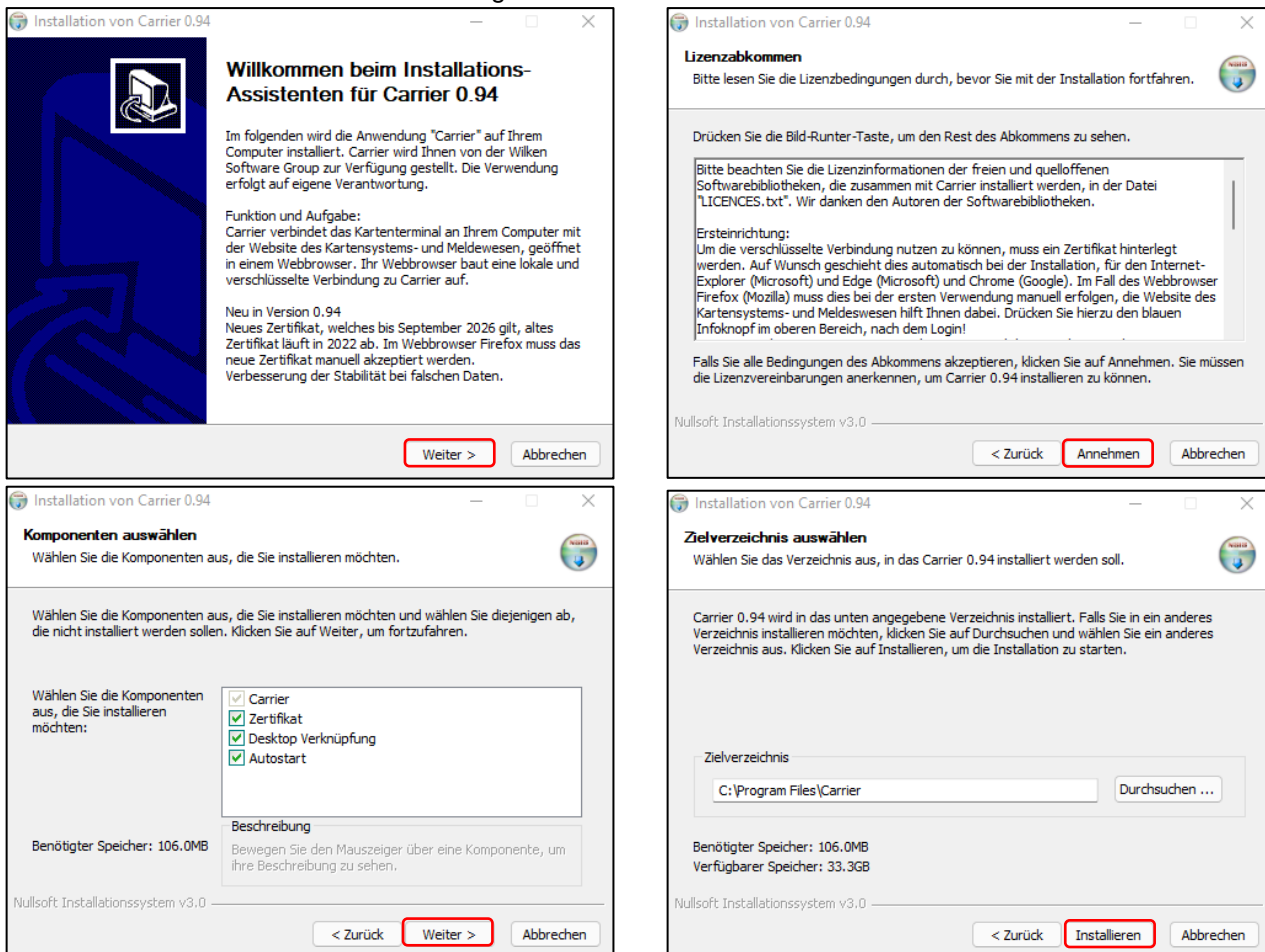 Installation von Carrier 0.94
Willkommen beim Installations-
Assistenten für Carrier 0.94
Im folgenden wird die Anwendung "Carrier" auf Ihrem
Computer installiert. Carrier wird Ihnen von der Wilken
Software Group zur Verfügung gestellt. Die Verwendung
erfolgt auf eigene Verantwortung.
Funktion und Aufgabe:
Carrier verbindet das Kartenterminal an Ihrem Computer mit
der Website des Kartensystems- und Meldewesen, geöffnet
in einem Webbrowser. Ihr Webbrowser baut eine lokale und
verschlüsselte Verbindung zu Carrier auf.
Neu in Version 0.94
Neues Zertifikat, welches bis September 2026 gilt, altes
Zertifikat läuft in 2022 ab. Im Webbrowser Firefox muss das
neue Zertifikat manuell akzeptiert werden.
Verbesserung der Stabilität bei falschen Daten.
Weiter >
Abbrechen
Installation von Carrier 0.94
Lizenzabkommen
Bitte lesen Sie die Lizenzbedingungen durch, bevor Sie mit der Installation fortfahren.
Drücken Sie die Bild-Runter-Taste, um den Rest des Abkommens zu sehen.
Bitte beachten Sie die Lizenzinformationen der freien und quelloffenen
Softwarebibliotheken, die zusammen mit Carrier installiert werden, in der Datei
"LICENCES.txt". Wir danken den Autoren der Softwarebibliotheken.
Ersteinrichtung:
Um die verschlüsselte Verbindung nutzen zu können, muss ein Zertifikat hinterlegt
werden. Auf Wunsch geschieht dies automatisch bei der Installation, für den Internet-
Explorer (Microsoft) und Edge (Microsoft) und Chrome (Google). Im Fall des Webbrowser
Firefox (Mozilla) muss dies bei der ersten Verwendung manuell erfolgen, die Website des
Kartensystems- und Meldeswesen hilft Ihnen dabei. Drücken Sie hierzu den blauen
Infoknopf im oberen Bereich, nach dem Login!
Falls Sie alle Bedingungen des Abkommens akzeptieren, klicken Sie auf Annehmen. Sie müssen
die Lizenzvereinbarungen anerkennen, um Carrier 0.94 installieren zu können.
Nullsoft Installationssystem v3.0
< Zurück
Annehmen
Abbrechen
Installation von Carrier 0.94
Komponenten auswählen
Wählen Sie die Komponenten aus, die Sie installieren möchten.
Wählen Sie die Komponenten aus, die Sie installieren möchten und wählen Sie diejenigen ab,
die nicht installiert werden sollen. Klicken Sie auf Weiter, um fortzufahren.
Wählen Sie die Komponenten
aus, die Sie installieren
möchten:
Carrier
Zertifikat
Desktop Verknüpfung
Autostart
Benötigter Speicher: 106.0MB
Beschreibung
Bewegen Sie den Mauszeiger über eine Komponente, um
ihre Beschreibung zu sehen.
Nullsoft Installationssystem v3.0
< Zurück
Weiter >
Abbrechen
Installation von Carrier 0.94
Zielverzeichnis auswählen
Wählen Sie das Verzeichnis aus, in das Carrier 0.94 installiert werden soll.
Carrier 0.94 wird in das unten angegebene Verzeichnis installiert. Falls Sie in ein anderes
Verzeichnis installieren möchten, klicken Sie auf Durchsuchen und wählen Sie ein anderes
Verzeichnis aus. Klicken Sie auf Installieren, um die Installation zu starten.
Zielverzeichnis
C:\Program Files\Carrier
Durchsuchen ...
Benötigter Speicher: 106.0MB
Verfügbarer Speicher: 33.3GB
Nullsoft Installationssystem v3.0
< Zurück
Installieren
Abbrechen